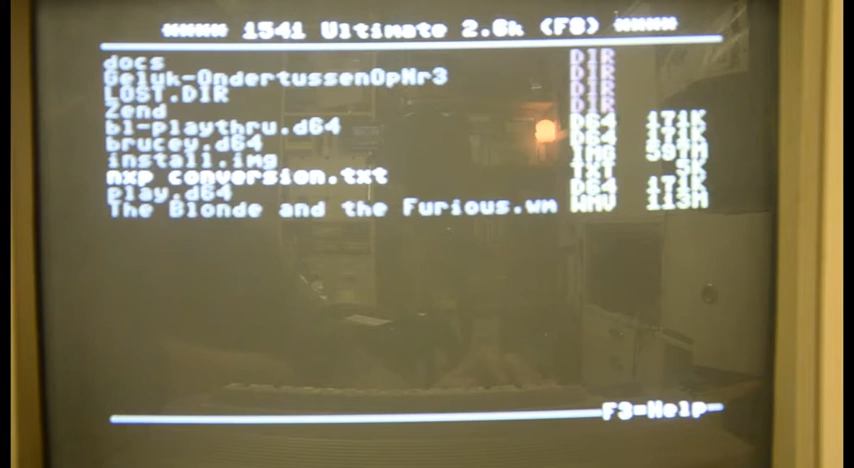 **** 1541 Ultimate 2.6k (F8) ****
docs DIR
Geluk-OndertussenOpNr3 DIR
LOST.DIR DIR
Zend DIR
bl-playthru.d64 D64 171K
brucey.d64 D64 171K
install.img IMG 597M
nxp conversion.txt TXT 5K
play.d64 D64 171K
The Blonde and the Furious.wm WMV 113M
F3=Help